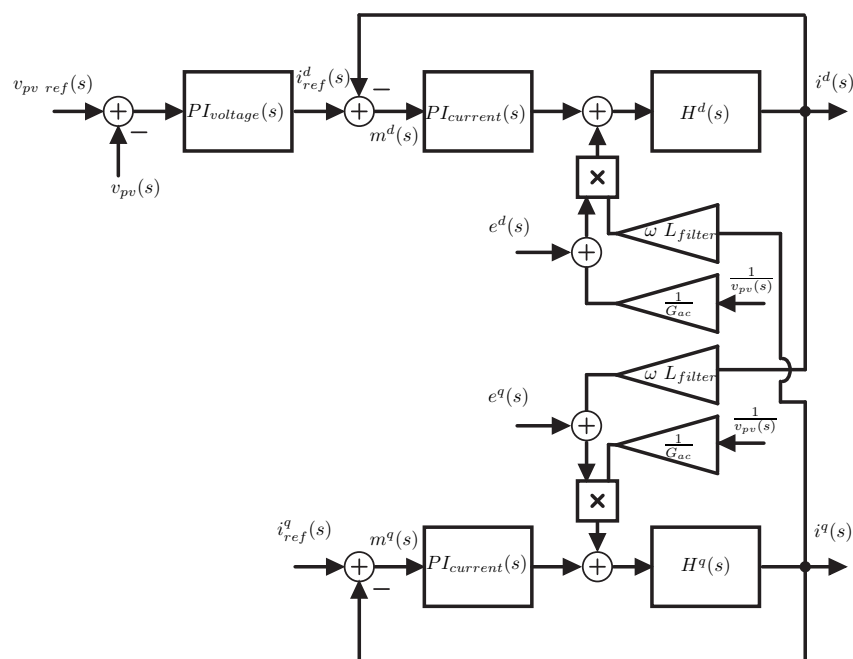 v_{pv ref}(s)
+
−
v_{pv}(s)
PI_{voltage}(s)
i^d_{ref}(s)
+
−
m^d(s)
PI_{current}(s)
+
H^d(s)
i^d(s)
×
e^d(s)
+
ω L_{filter}
1/G_{ac}
1/v_{pv}(s)
ω L_{filter}
e^q(s)
+
1/G_{ac}
1/v_{pv}(s)
×
i^q_{ref}(s)
+
−
m^q(s)
PI_{current}(s)
+
H^q(s)
i^q(s)